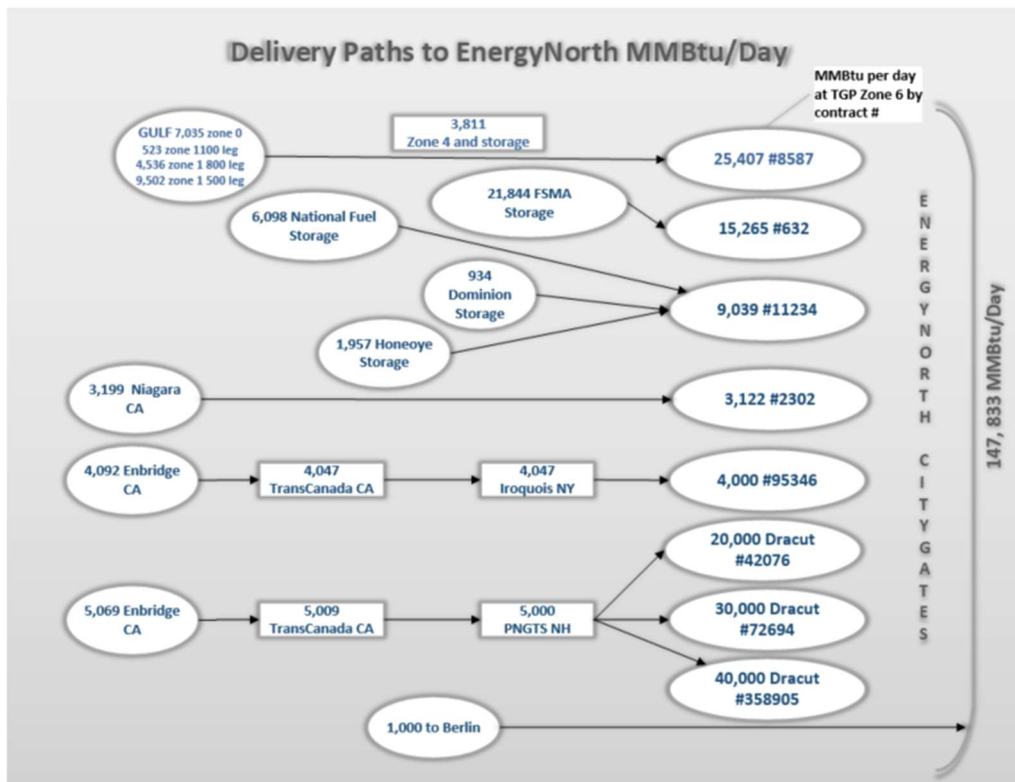 Delivery Paths to EnergyNorth MMBtu/Day
MMBtu per day
at TGP Zone 6 by
contract #
GULF 7,035 zone 0
523 zone 1100 leg
4,536 zone 1 800 leg
9,502 zone 1 500 leg
3,811
Zone 4 and storage
25,407 #8587
21,844 FSMA
Storage
15,265 #632
6,098 National Fuel
Storage
934
Dominion
Storage
9,039 #11234
1,957 Honeoye
Storage
3,199 Niagara
CA
3,122 #2302
4,092 Enbridge
CA
4,047
TransCanada CA
4,047
Iroquois NY
4,000 #95346
20,000 Dracut
#42076
5,069 Enbridge
CA
5,009
TransCanada CA
5,000
PNGTS NH
30,000 Dracut
#72694
40,000 Dracut
#358905
1,000 to Berlin
ENERGYNORTH CITYGATES
147, 833 MMBtu/Day